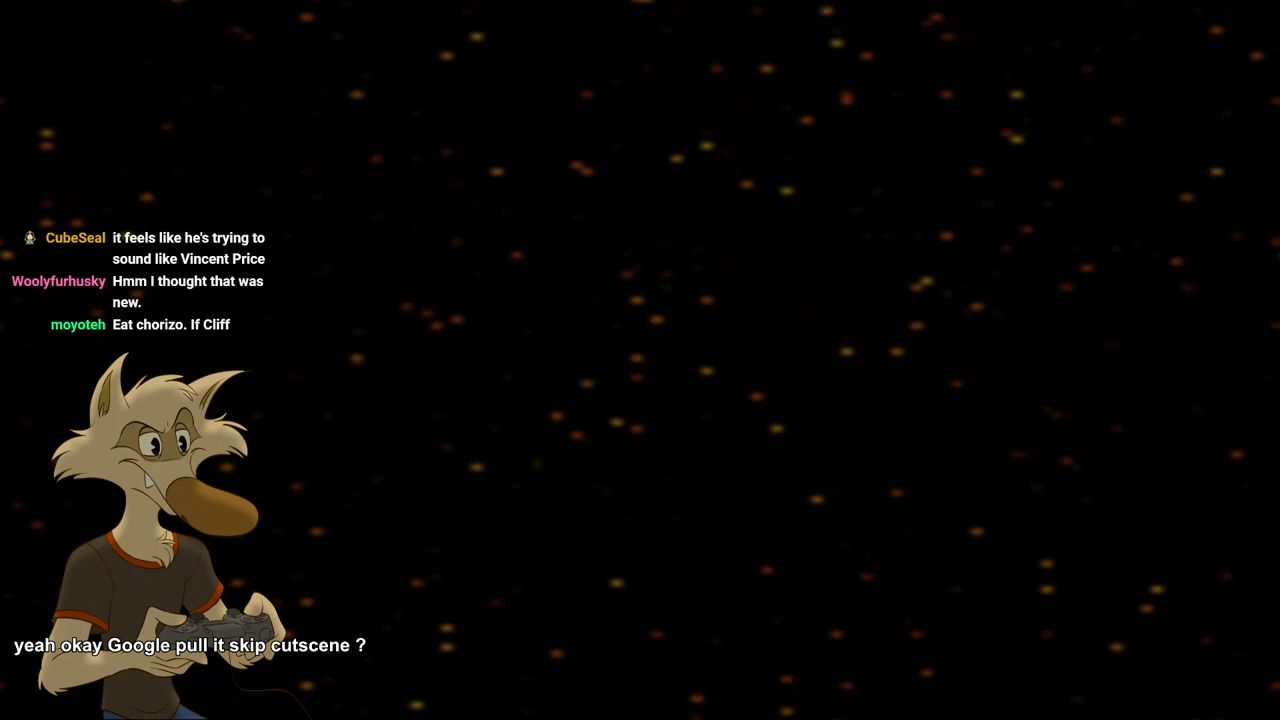 CubeSeal it feels like he's trying to
sound like Vincent Price
Woolyfurhusky Hmm I thought that was
new.
moyoteh Eat chorizo. If Cliff
yeah okay Google pull it skip cutscene ?